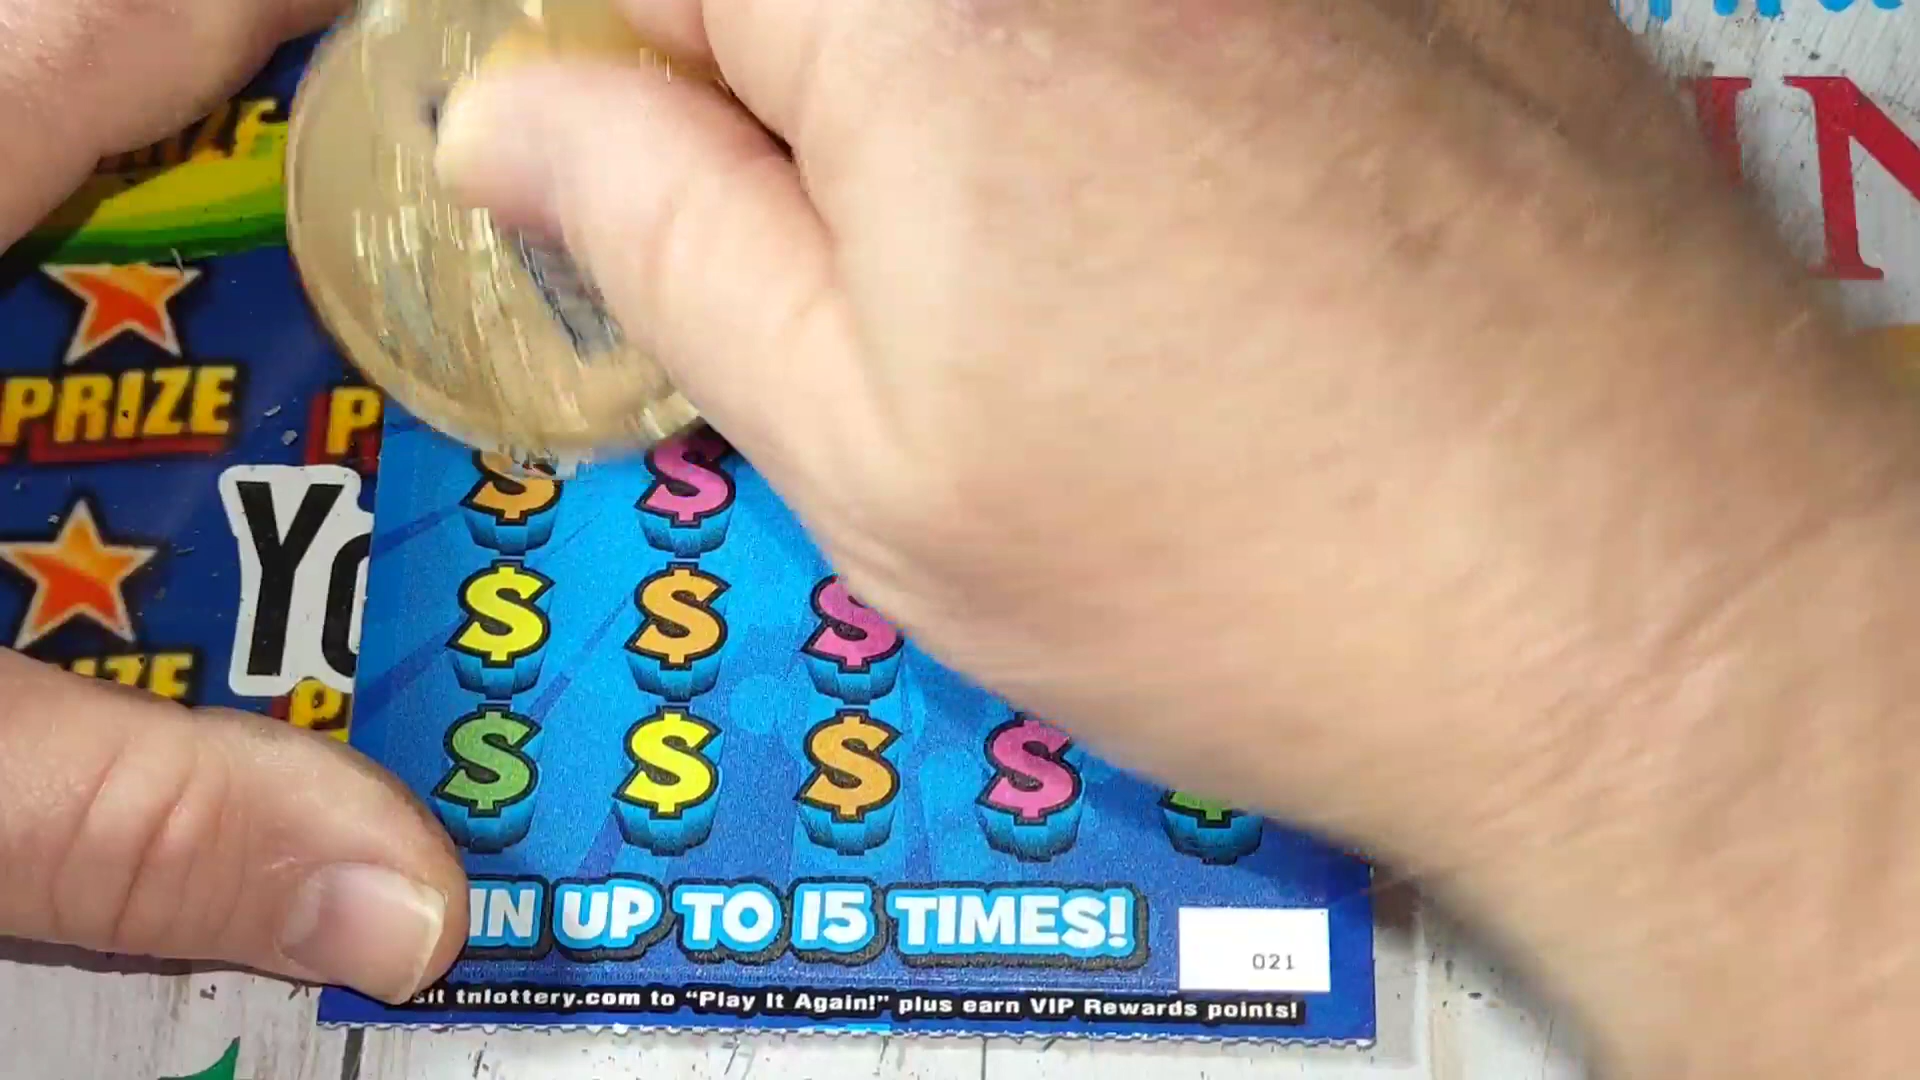 PRIZE
$ $
$ $ $
$ $ $ $ $
IN UP TO 15 TIMES!
021
tnlottery.com to “Play It Again!” plus earn VIP Rewards points!